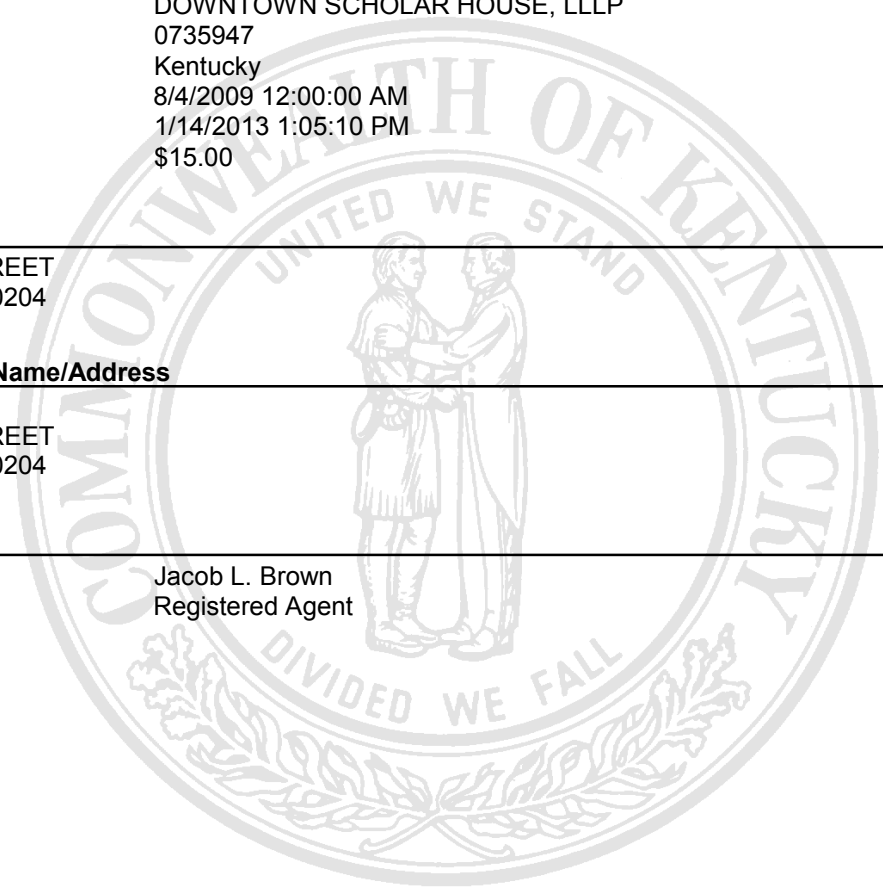 DOWNTOWN SCHOLAR HOUSE, LLLP
0735947
Kentucky
8/4/2009 12:00:00 AM
1/14/2013 1:05:10 PM
$15.00
COMMONWEALTH OF KENTUCKY
UNITED WE STAND
REET
0204
Name/Address
REET
0204
Jacob L. Brown
Registered Agent
DIVIDED WE FALL